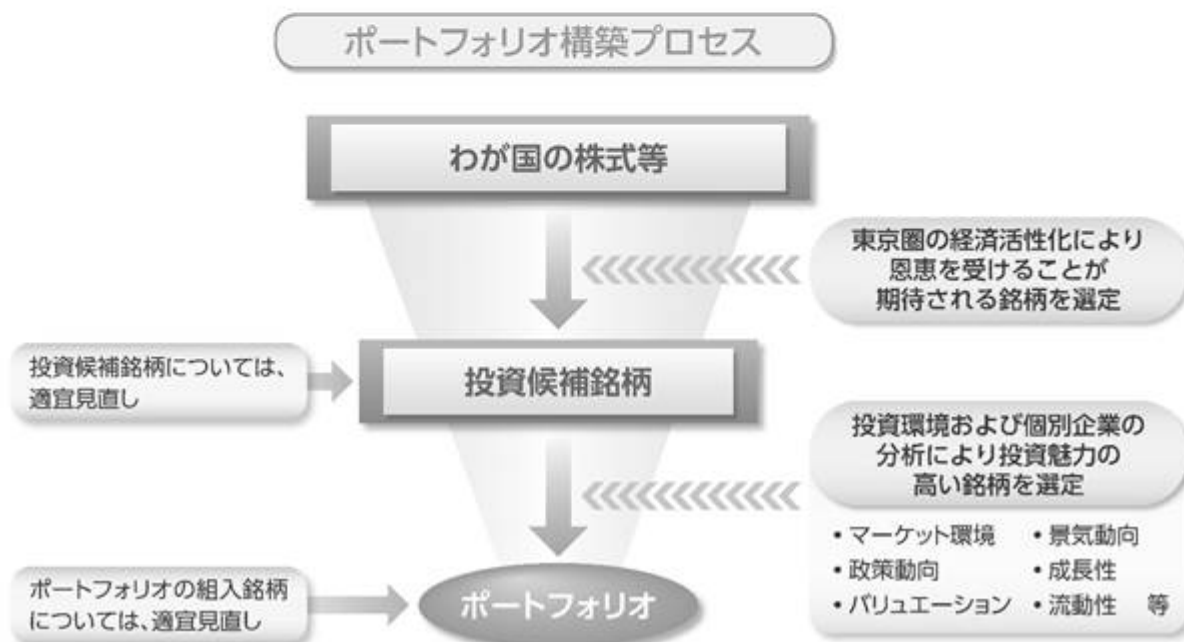 ポートフォリオ構築プロセス
わが国の株式等
東京圏の経済活性化により
恩恵を受けることが
期待される銘柄を選定
投資候補銘柄については、
適宜見直し
投資候補銘柄
投資環境および個別企業の
分析により投資魅力の
高い銘柄を選定
・マーケット環境 ・景気動向
・政策動向 ・成長性
・バリュエーション ・流動性 等
ポートフォリオの組入銘柄
については、適宜見直し
ポートフォリオ